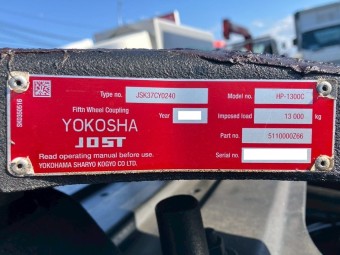 Type no. JSK37CY0240 Model no. HP-1300C
Fifth Wheel Coupling Year Imposed load 13 000 kg
YOKOSHA Part no. 5110000Z66
JOST Serial no.
Read operating manual before use.
YOKOHAMA SHARYO KOGYO CO LTD.